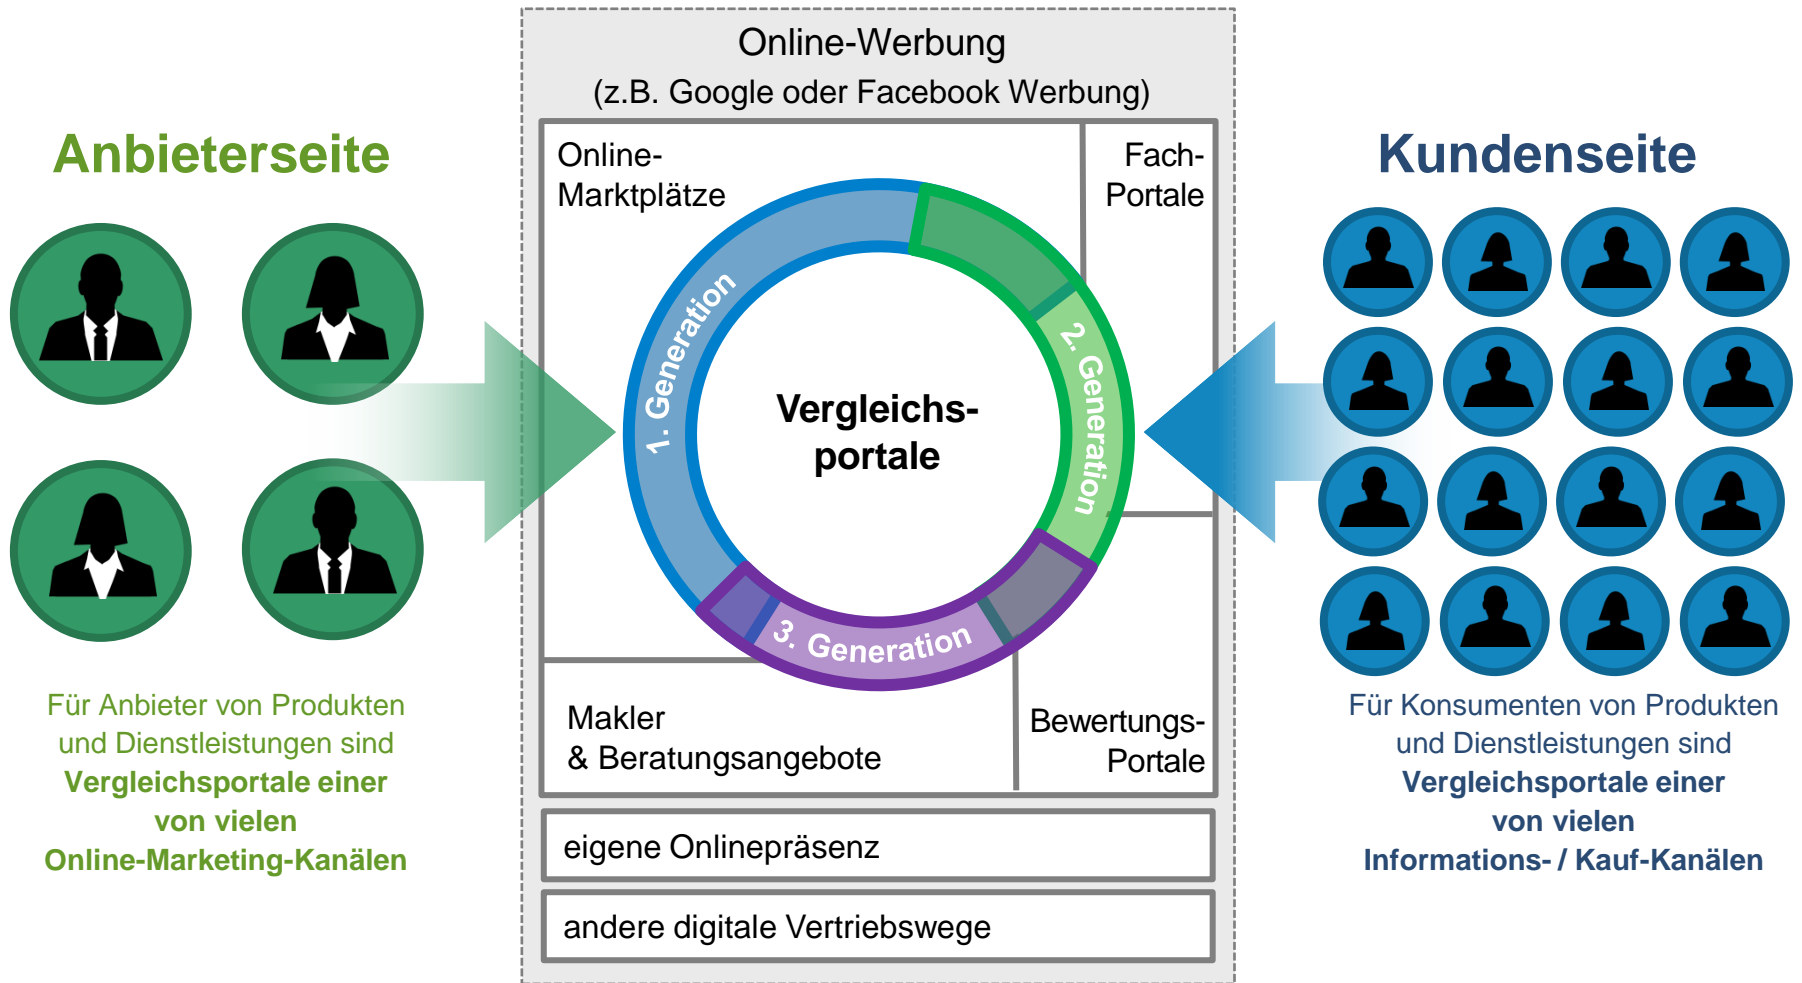 Online-Werbung
(z.B. Google oder Facebook Werbung)
Anbieterseite
Online-
Marktplätze
Fach-
Portale
Kundenseite
1. Generation
2. Generation
3. Generation
Vergleichs-
portale
Makler
& Beratungsangebote
Bewertungs-
Portale
eigene Onlinepräsenz
andere digitale Vertriebswege
Für Anbieter von Produkten
und Dienstleistungen sind
Vergleichsportale einer
von vielen
Online-Marketing-Kanälen
Für Konsumenten von Produkten
und Dienstleistungen sind
Vergleichsportale einer
von vielen
Informations- / Kauf-Kanälen